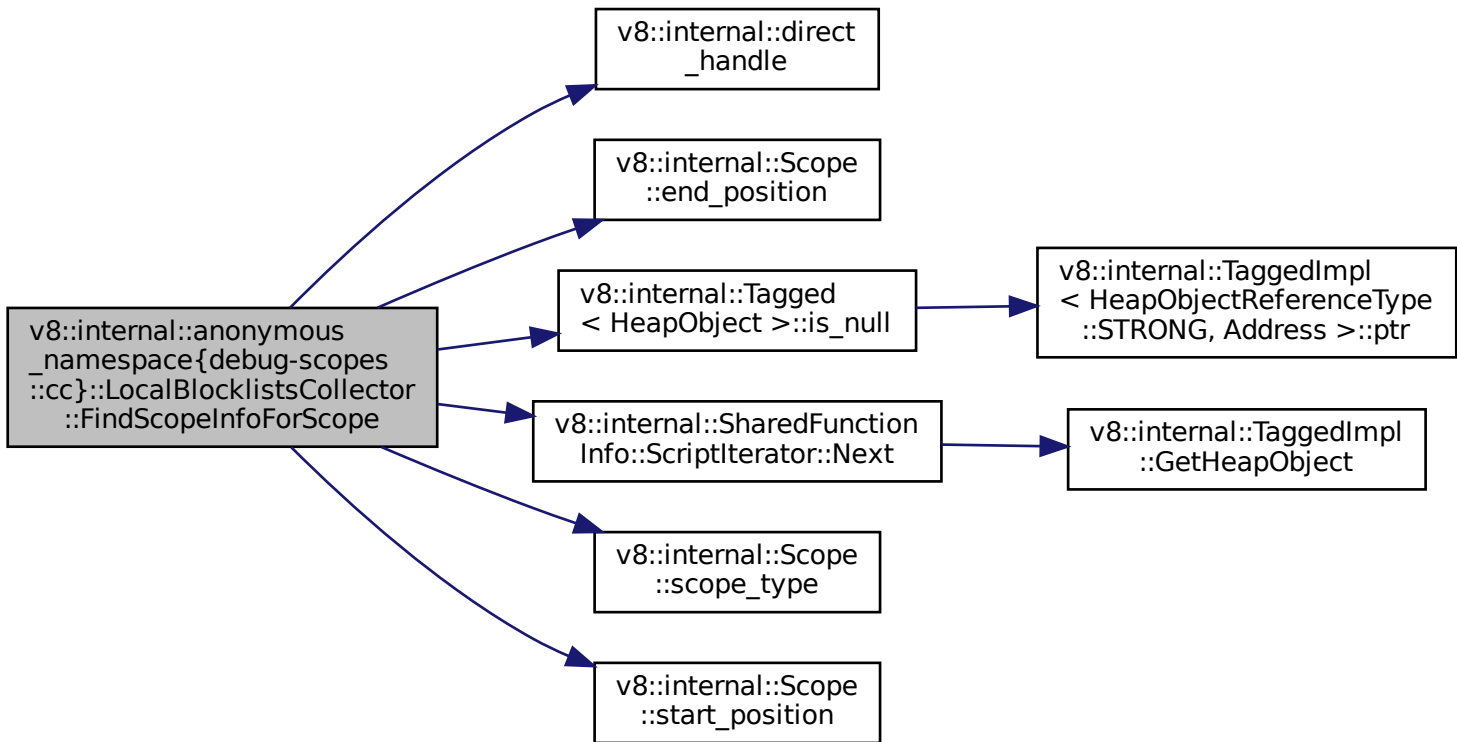 v8::internal::direct
_handle
v8::internal::Scope
::end_position
v8::internal::Tagged
< HeapObject >::is_null
v8::internal::TaggedImpl
< HeapObjectReferenceType
::STRONG, Address >::ptr
v8::internal::anonymous
_namespace{debug-scopes
::cc}::LocalBlocklistsCollector
::FindScopeInfoForScope
v8::internal::SharedFunction
Info::ScriptIterator::Next
v8::internal::TaggedImpl
::GetHeapObject
v8::internal::Scope
::scope_type
v8::internal::Scope
::start_position